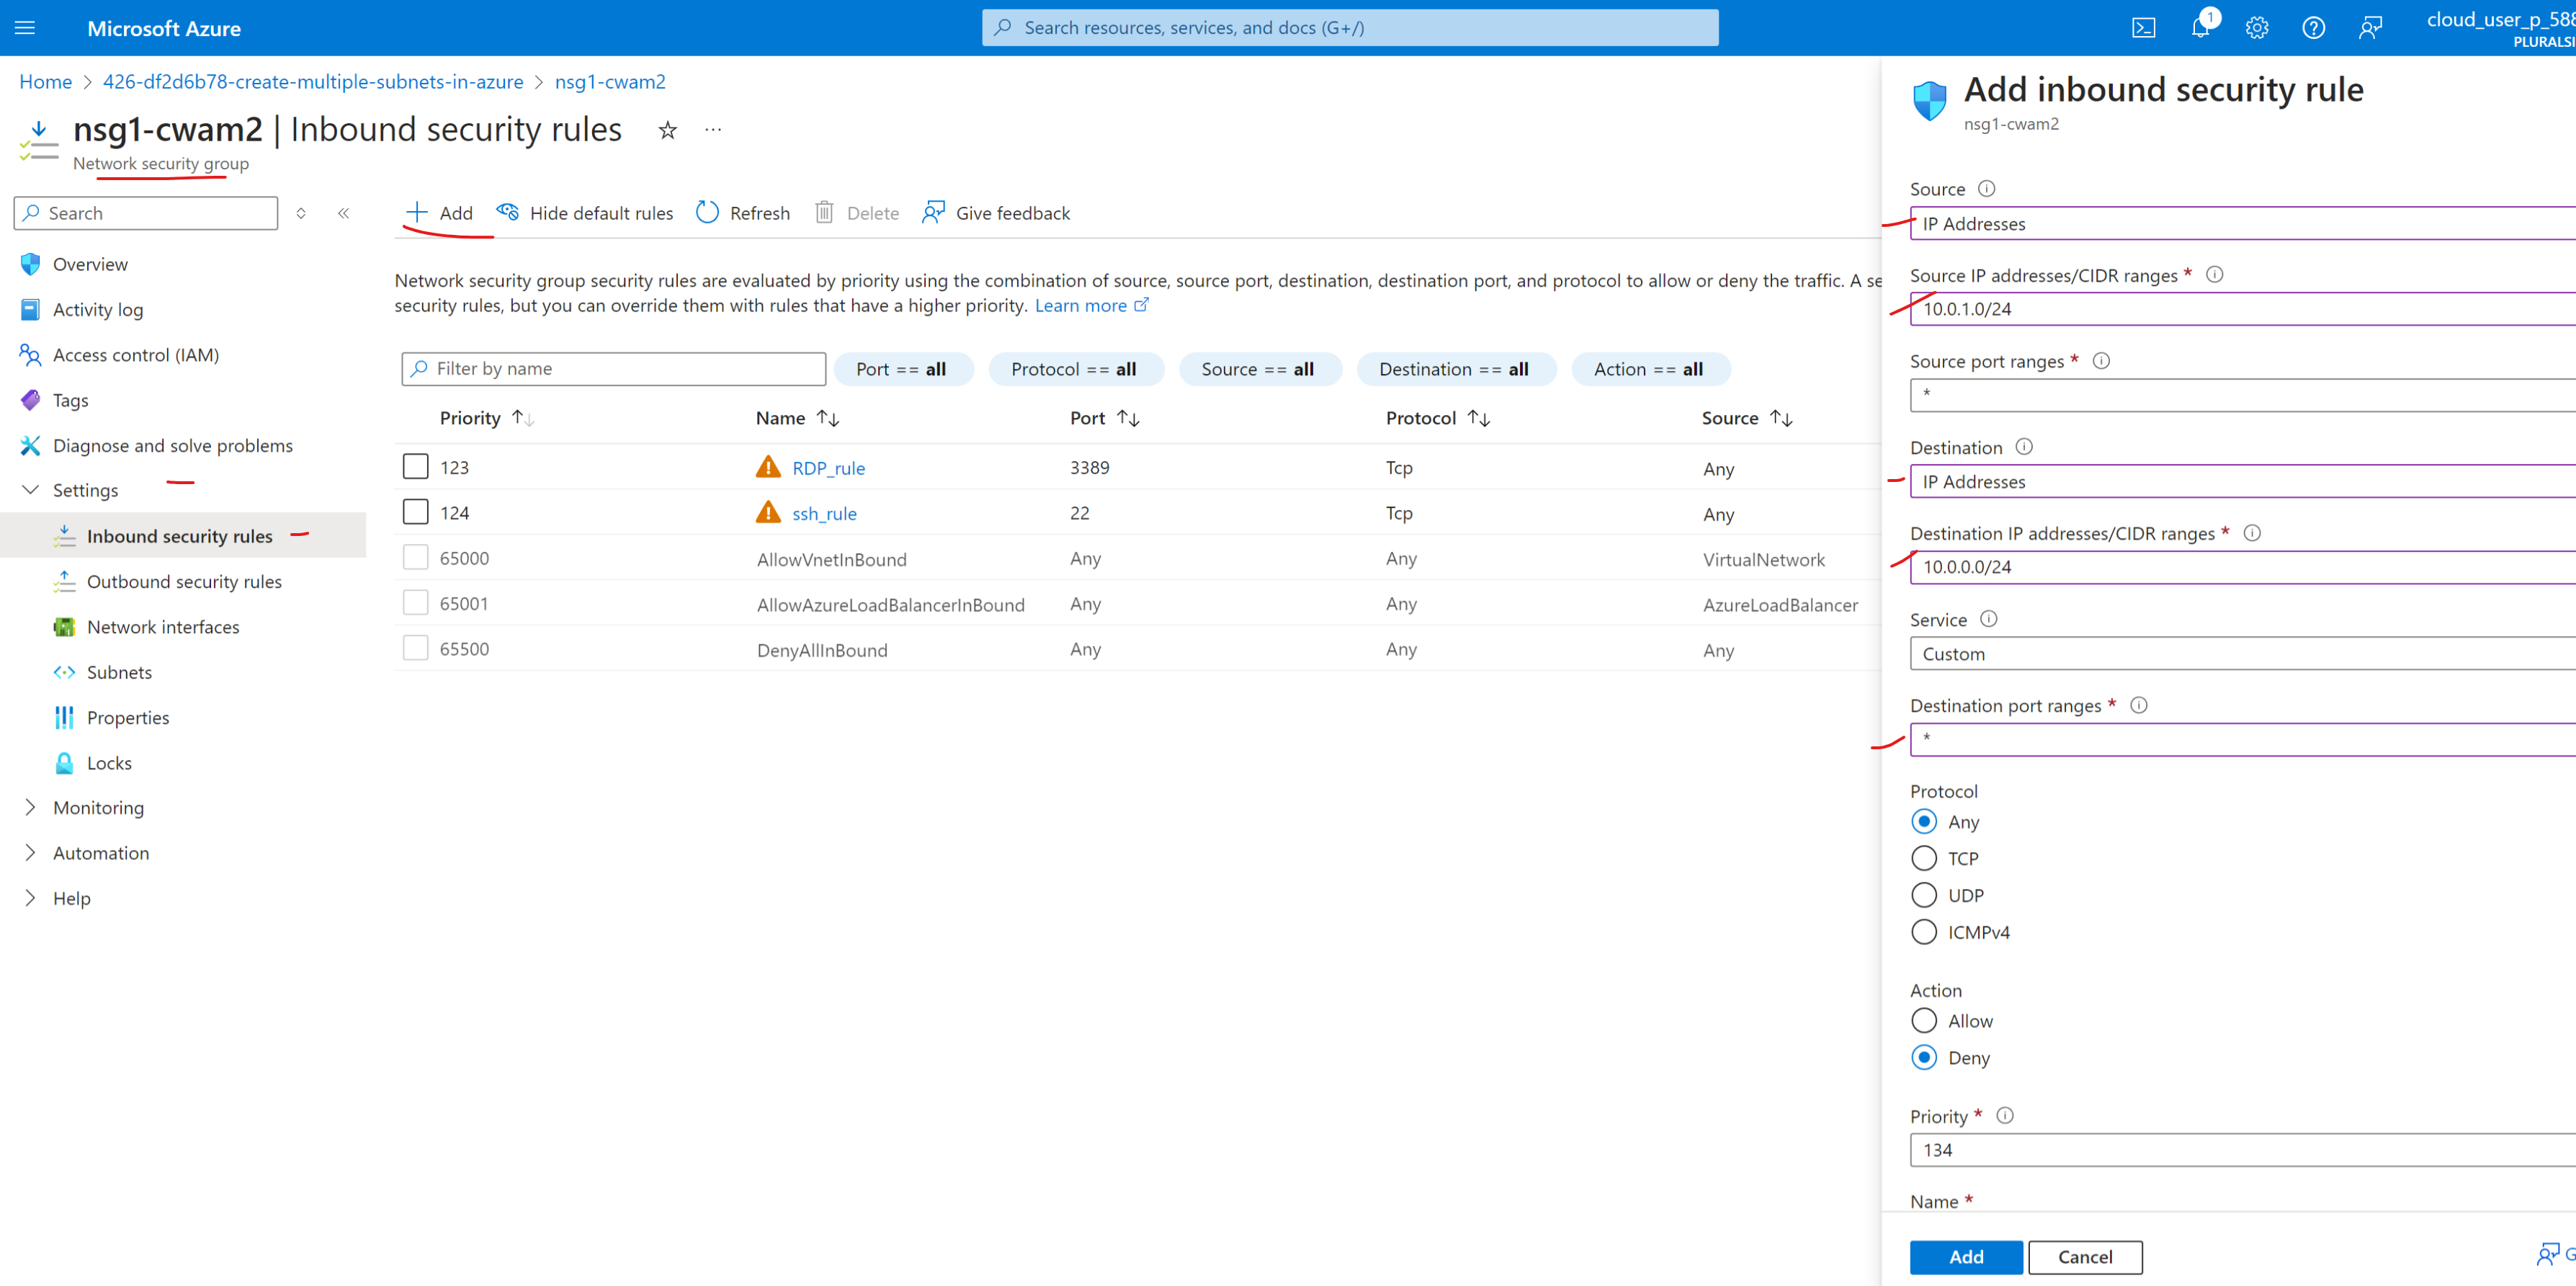 Microsoft Azure
Search resources, services, and docs (G+/)
1
cloud_user_p_588
PLURALSI
Home > 426-df2d6b78-create-multiple-subnets-in-azure > nsg1-cwam2
nsg1-cwam2 | Inbound security rules
Network security group
Search
Overview
Activity log
Access control (IAM)
Tags
Diagnose and solve problems
Settings
Inbound security rules
Outbound security rules
Network interfaces
Subnets
Properties
Locks
Monitoring
Automation
Help
Add Hide default rules Refresh Delete Give feedback
Network security group security rules are evaluated by priority using the combination of source, source port, destination, destination port, and protocol to allow or deny the traffic. A se
security rules, but you can override them with rules that have a higher priority. Learn more
Filter by name Port == all Protocol == all Source == all Destination == all Action == all
Priority Name Port Protocol Source
123 RDP_rule 3389 Tcp Any
124 ssh_rule 22 Tcp Any
65000 AllowVnetInBound Any Any VirtualNetwork
65001 AllowAzureLoadBalancerInBound Any Any AzureLoadBalancer
65500 DenyAllInBound Any Any Any
Add inbound security rule
nsg1-cwam2
Source
IP Addresses
Source IP addresses/CIDR ranges *
10.0.1.0/24
Source port ranges *
*
Destination
IP Addresses
Destination IP addresses/CIDR ranges *
10.0.0.0/24
Service
Custom
Destination port ranges *
*
Protocol
Any
TCP
UDP
ICMPv4
Action
Allow
Deny
Priority *
134
Name *
Add Cancel
G